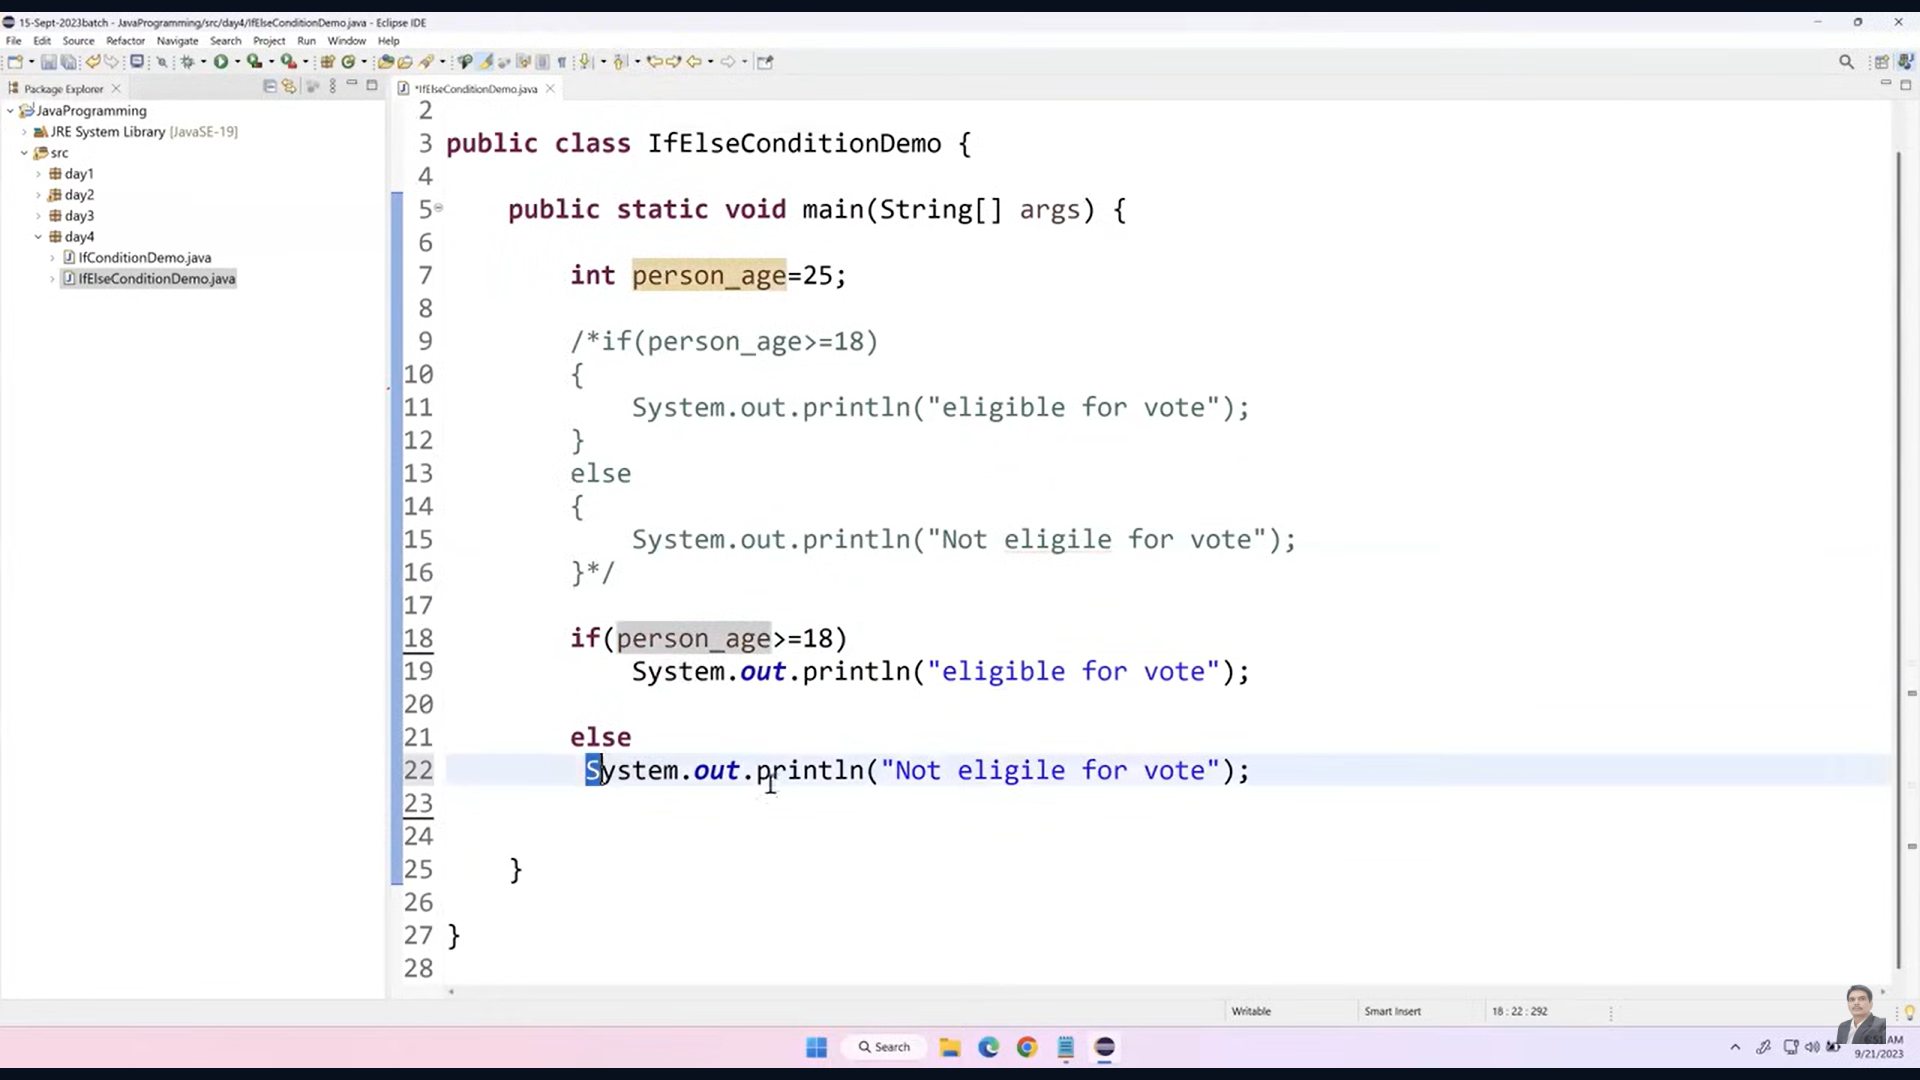 15-Sept-2023batch - JavaProgramming/src/day4/IfElseConditionDemo.java - Eclipse IDE
File Edit Source Refactor Navigate Search Project Run Window Help
Package Explorer
*IfElseConditionDemo.java
JavaProgramming
JRE System Library [JavaSE-19]
src
day1
day2
day3
day4
IfConditionDemo.java
IfElseConditionDemo.java
2
3 public class IfElseConditionDemo {
4
5 public static void main(String[] args) {
6
7 int person_age=25;
8
9 /*if(person_age>=18)
10 {
11 System.out.println("eligible for vote");
12 }
13 else
14 {
15 System.out.println("Not eligile for vote");
16 }*/
17
18 if(person_age>=18)
19 System.out.println("eligible for vote");
20
21 else
22 System.out.println("Not eligile for vote");
23
24
25 }
26
27 }
28
Writable Smart Insert 18 : 22 : 292
Search
AM
9/21/2023